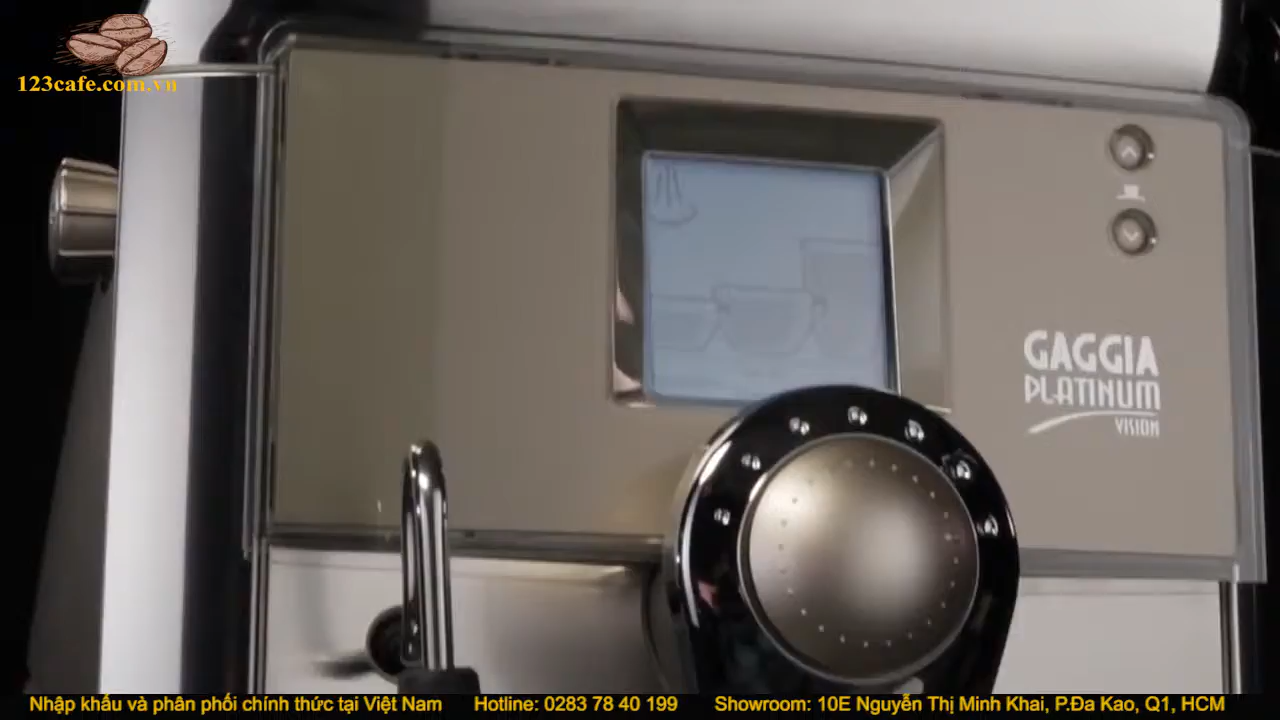 123cafe.com.vn
GAGGIA
PLATINUM
VISION
Nhập khẩu và phân phối chính thức tại Việt Nam Hotline: 0283 78 40 199 Showroom: 10E Nguyễn Thị Minh Khai, P.Đa Kao, Q1, HCM